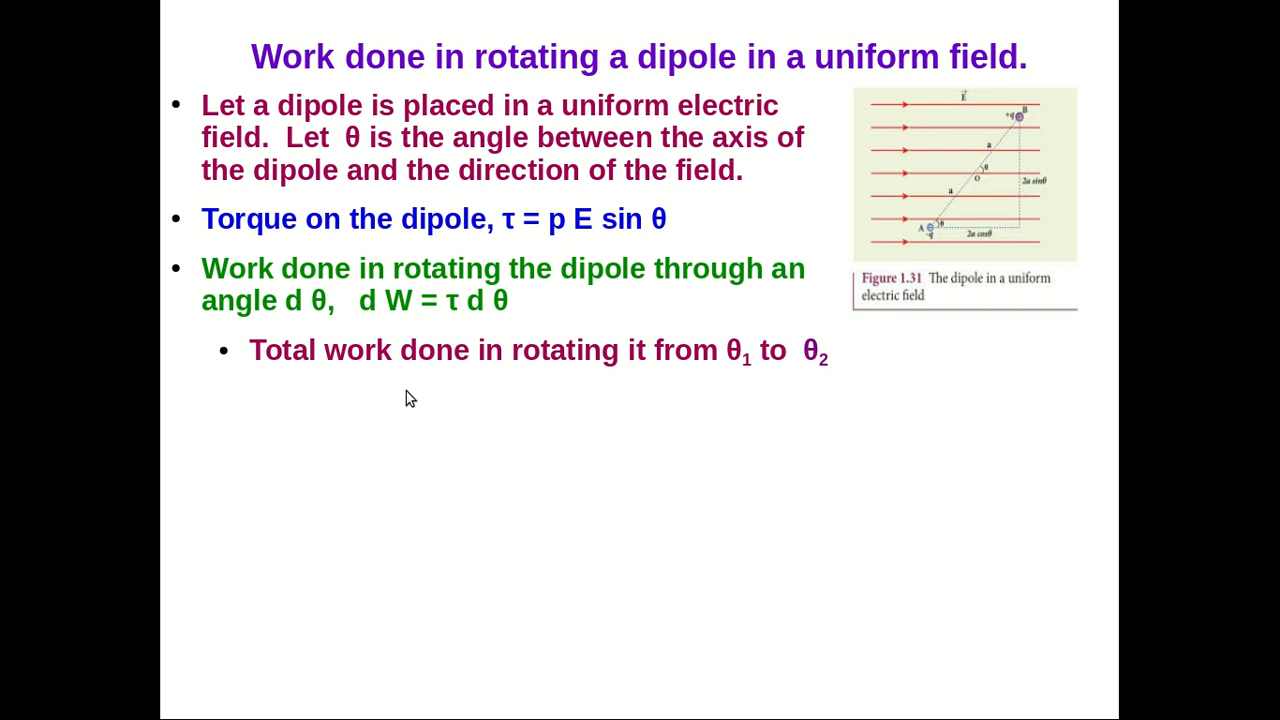 Work done in rotating a dipole in a uniform field.
• Let a dipole is placed in a uniform electric
field. Let θ is the angle between the axis of
the dipole and the direction of the field.
• Torque on the dipole, τ = p E sin θ
• Work done in rotating the dipole through an
angle d θ, d W = τ d θ
• Total work done in rotating it from θ₁ to θ₂
E
+q B
a
θ
O
a
2a sinθ
A θ
-q
2a cosθ
Figure 1.31 The dipole in a uniform
electric field